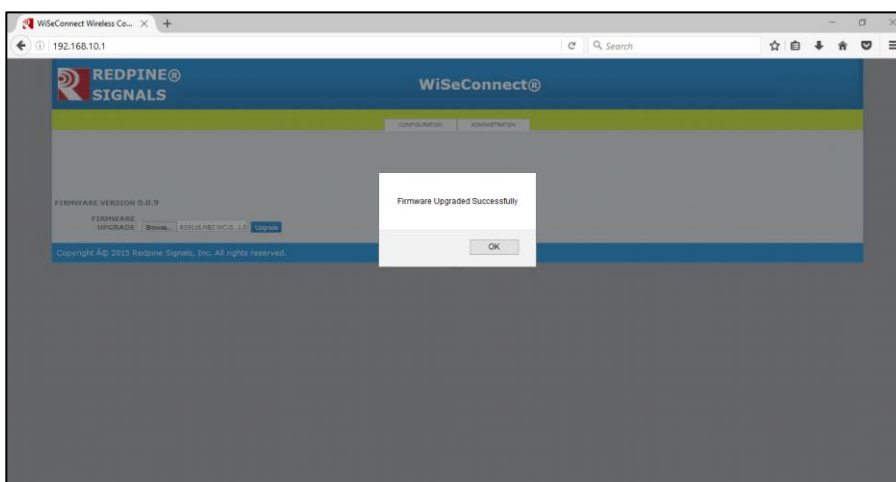 WiSeConnect Wireless Co...
192.168.10.1
Search
REDPINE®
SIGNALS
WiSeConnect®
CONFIGURATION ADMINISTRATION
Firmware Upgraded Successfully
OK
FIRMWARE VERSION 0.0.9
FIRMWARE
UPGRADE Browse... Upgrade
Copyright Â© 2015 Redpine Signals, Inc. All rights reserved.